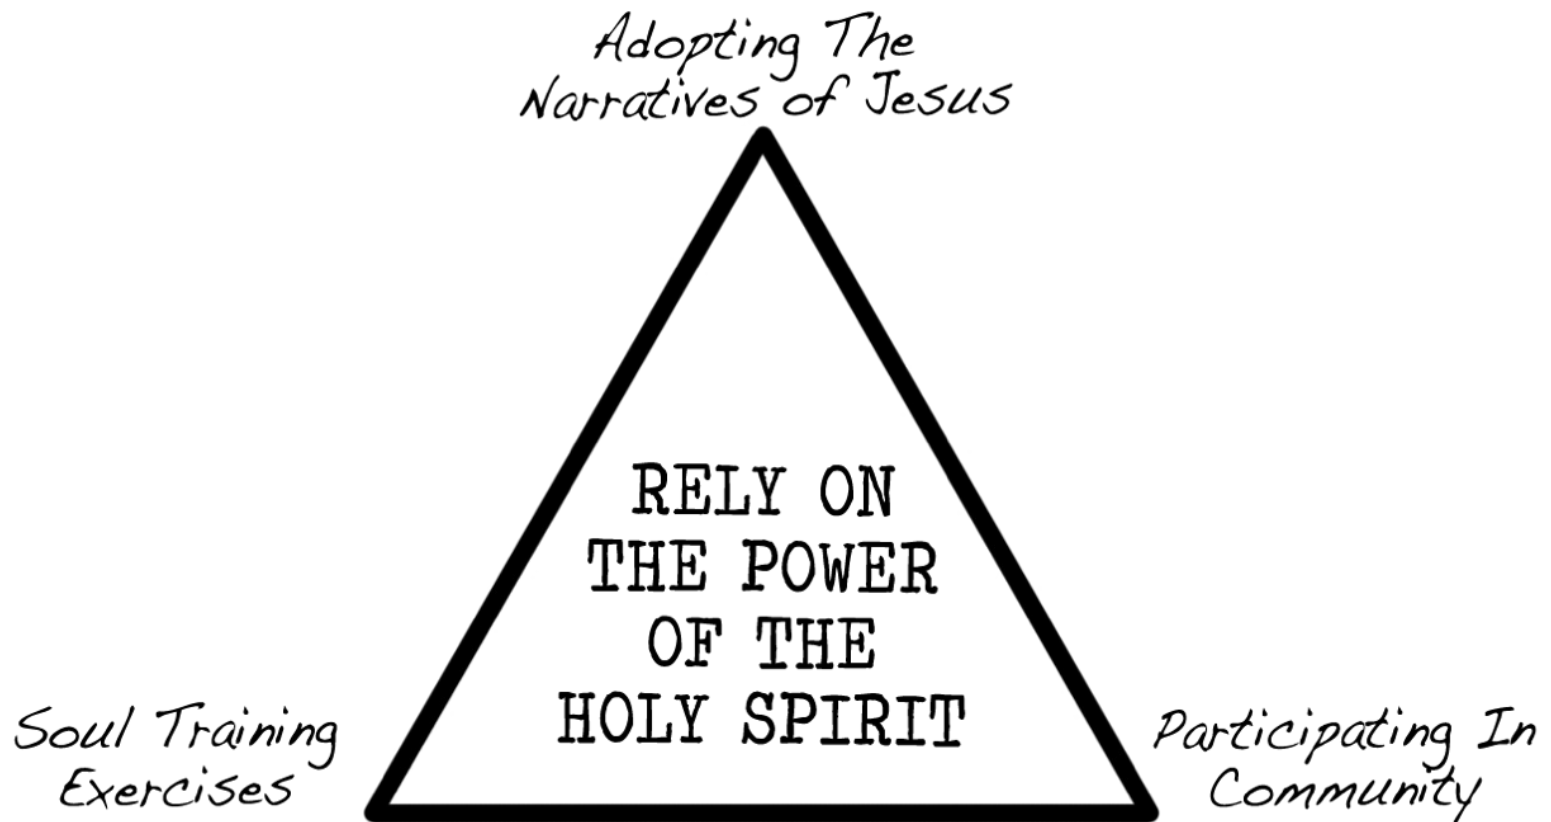 Adopting The
Narratives of Jesus
RELY ON
THE POWER
OF THE
HOLY SPIRIT
Soul Training
Exercises
Participating In
Community